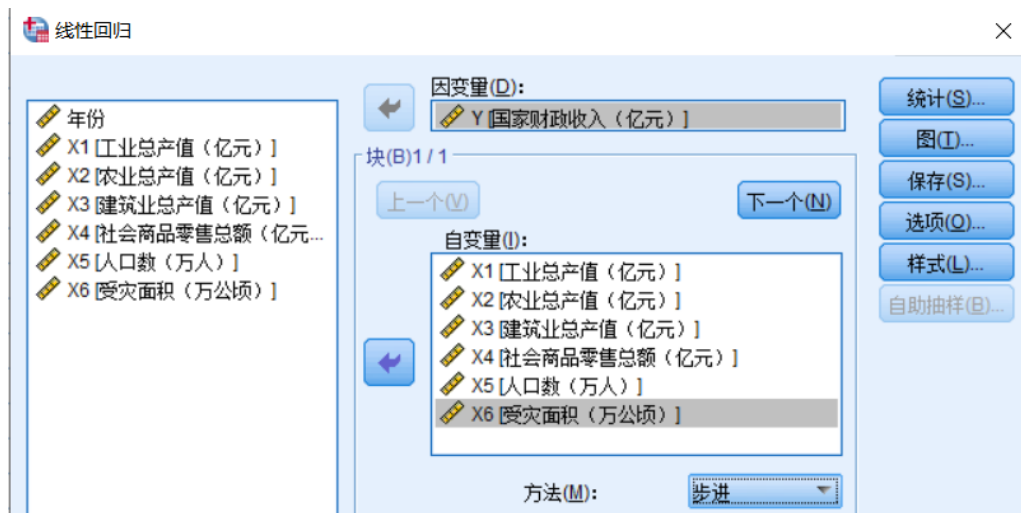 线性回归
年份
X1 [工业总产值（亿元）]
X2 [农业总产值（亿元）]
X3 [建筑业总产值（亿元）]
X4 [社会商品零售总额（亿元...
X5 [人口数（万人）]
X6 [受灾面积（万公顷）]
因变量(D):
Y [国家财政收入（亿元）]
块(B)1 / 1
上一个(V)
下一个(N)
自变量(I):
X1 [工业总产值（亿元）]
X2 [农业总产值（亿元）]
X3 [建筑业总产值（亿元）]
X4 [社会商品零售总额（亿元）]
X5 [人口数（万人）]
X6 [受灾面积（万公顷）]
方法(M):
步进
统计(S)...
图(T)...
保存(S)...
选项(O)...
样式(L)...
自助抽样(B)...